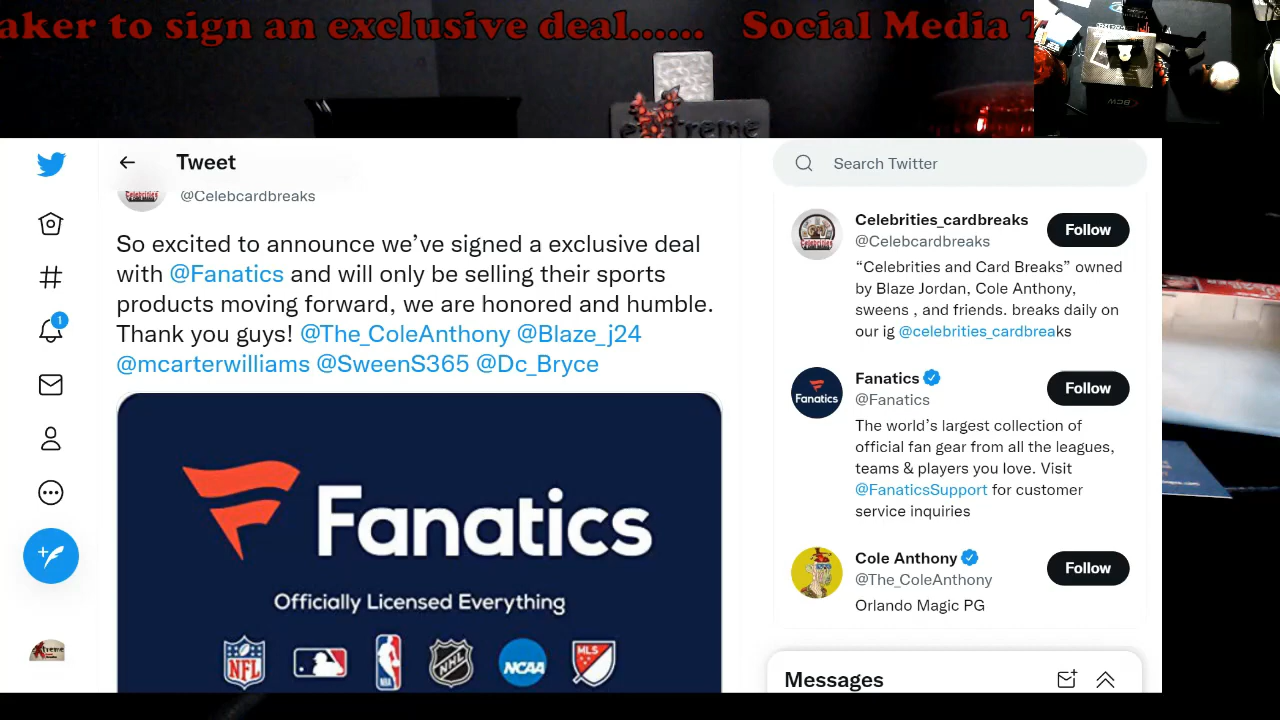 aker to sign an exclusive deal...... Social Media
extreme
BCW
Tweet
@Celebcardbreaks
So excited to announce we’ve signed a exclusive deal
with @Fanatics and will only be selling their sports
products moving forward, we are honored and humble.
Thank you guys! @The_ColeAnthony @Blaze_j24
@mcarterwilliams @SweenS365 @Dc_Bryce
Fanatics
Officially Licensed Everything
NFL
NHL
NCAA
MLS
1
Search Twitter
Celebrities_cardbreaks
@Celebcardbreaks
Follow
“Celebrities and Card Breaks” owned
by Blaze Jordan, Cole Anthony,
sweens , and friends. breaks daily on
our ig @celebrities_cardbreaks
Fanatics
Fanatics
@Fanatics
Follow
The world’s largest collection of
official fan gear from all the leagues,
teams & players you love. Visit
@FanaticsSupport for customer
service inquiries
Cole Anthony
@The_ColeAnthony
Follow
Orlando Magic PG
Messages